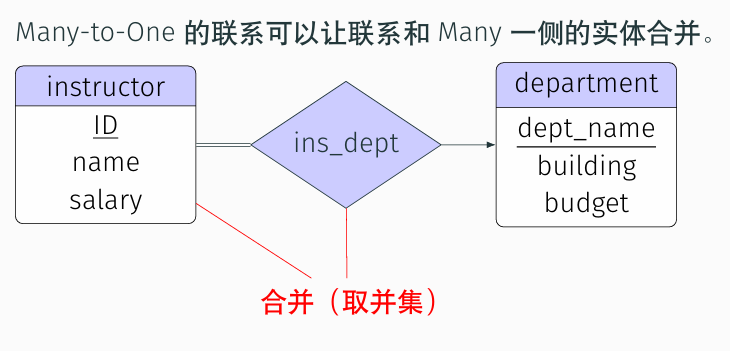 Many-to-One 的联系可以让联系和 Many 一侧的实体合并。
instructor
ID
name
salary
ins_dept
department
dept_name
building
budget
合并（取并集）